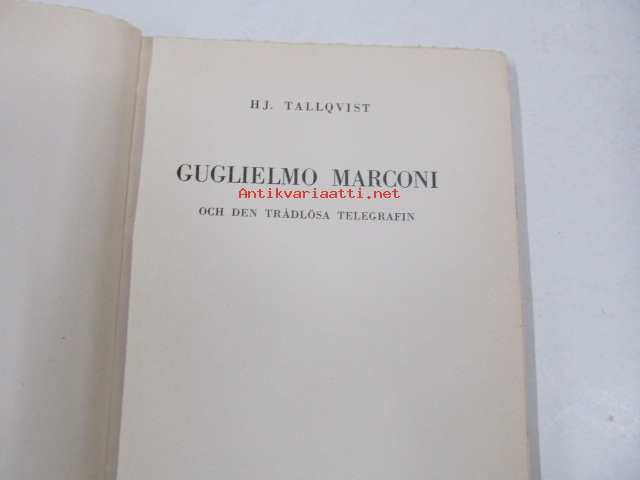 HJ. TALLQVIST
GUGLIELMO MARCONI
Antikvariaatti.net
OCH DEN TRÅDLÖSA TELEGRAFIN